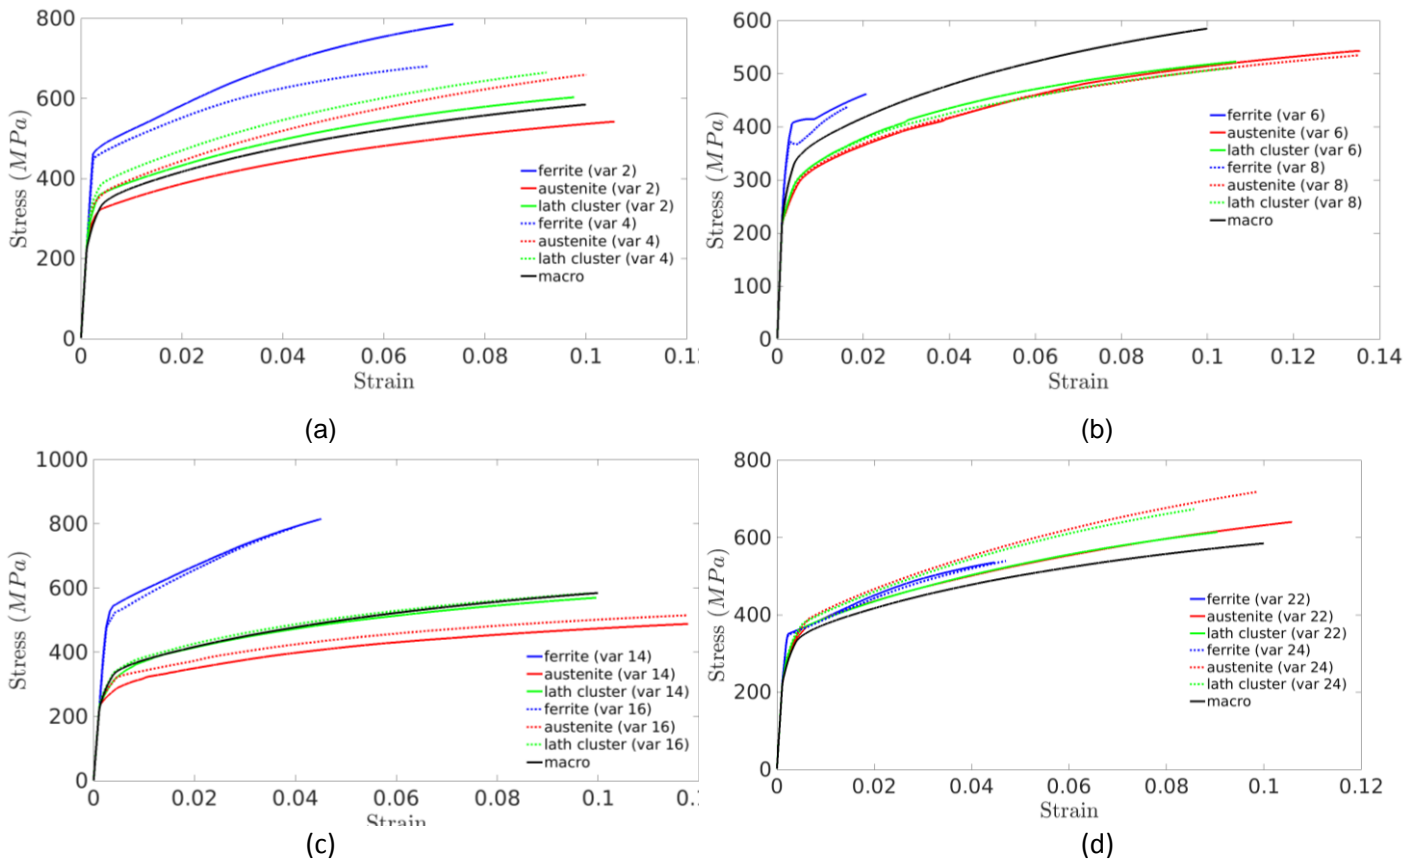 800
600
400
200
0
Stress (MPa)
0
0.02
0.04
0.06
0.08
0.1
0.1
Strain
ferrite (var 2)
austenite (var 2)
lath cluster (var 2)
ferrite (var 4)
austenite (var 4)
lath cluster (var 4)
macro
(a)
600
500
400
300
200
100
0
Stress (MPa)
0
0.02
0.04
0.06
0.08
0.1
0.12
0.14
Strain
ferrite (var 6)
austenite (var 6)
lath cluster (var 6)
ferrite (var 8)
austenite (var 8)
lath cluster (var 8)
macro
(b)
1000
800
600
400
200
0
Stress (MPa)
0
0.02
0.04
0.06
0.08
0.1
0.
Strain
ferrite (var 14)
austenite (var 14)
lath cluster (var 14)
ferrite (var 16)
austenite (var 16)
lath cluster (var 16)
macro
(c)
800
600
400
200
0
Stress (MPa)
0
0.02
0.04
0.06
0.08
0.1
0.12
Strain
ferrite (var 22)
austenite (var 22)
lath cluster (var 22)
ferrite (var 24)
austenite (var 24)
lath cluster (var 24)
macro
(d)